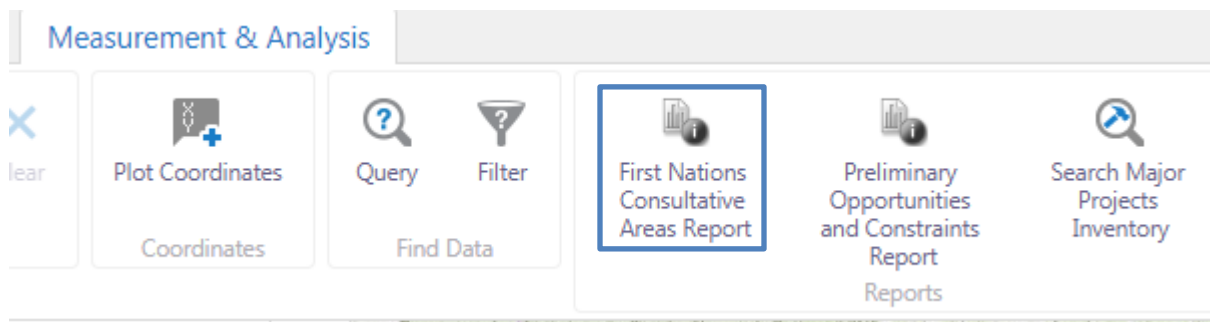 Measurement & Analysis
Plot Coordinates
Query
Filter
First Nations
Consultative
Areas Report
Preliminary
Opportunities
and Constraints
Report
Search Major
Projects
Inventory
Coordinates
Find Data
Reports